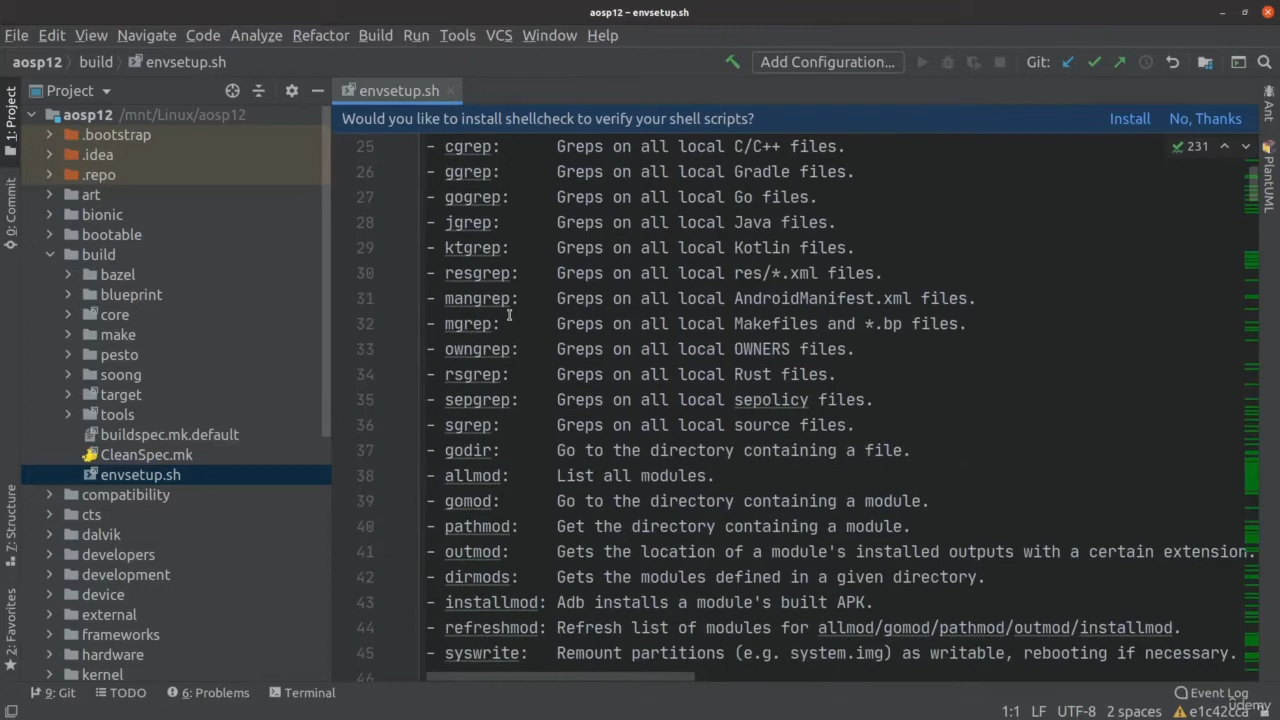 aosp12 – envsetup.sh
File Edit View Navigate Code Analyze Refactor Build Run Tools VCS Window Help
aosp12 build envsetup.sh Add Configuration... Git:
1: Project
0: Commit
7: Structure
2: Favorites
Project
aosp12 /mnt/Linux/aosp12
.bootstrap
.idea
.repo
art
bionic
bootable
build
bazel
blueprint
core
make
pesto
soong
target
tools
buildspec.mk.default
CleanSpec.mk
envsetup.sh
compatibility
cts
dalvik
developers
development
device
external
frameworks
hardware
kernel
envsetup.sh
Would you like to install shellcheck to verify your shell scripts? Install No, Thanks
231
25 - cgrep: Greps on all local C/C++ files.
26 - ggrep: Greps on all local Gradle files.
27 - gogrep: Greps on all local Go files.
28 - jgrep: Greps on all local Java files.
29 - ktgrep: Greps on all local Kotlin files.
30 - resgrep: Greps on all local res/*.xml files.
31 - mangrep: Greps on all local AndroidManifest.xml files.
32 - mgrep: Greps on all local Makefiles and *.bp files.
33 - owngrep: Greps on all local OWNERS files.
34 - rsgrep: Greps on all local Rust files.
35 - sepgrep: Greps on all local sepolicy files.
36 - sgrep: Greps on all local source files.
37 - godir: Go to the directory containing a file.
38 - allmod: List all modules.
39 - gomod: Go to the directory containing a module.
40 - pathmod: Get the directory containing a module.
41 - outmod: Gets the location of a module's installed outputs with a certain extension.
42 - dirmods: Gets the modules defined in a given directory.
43 - installmod: Adb installs a module's built APK.
44 - refreshmod: Refresh list of modules for allmod/gomod/pathmod/outmod/installmod.
45 - syswrite: Remount partitions (e.g. system.img) as writable, rebooting if necessary.
46
Ant
PlantUML
9: Git TODO 6: Problems Terminal Event Log
1:1 LF UTF-8 2 spaces e1c42cca
udemy